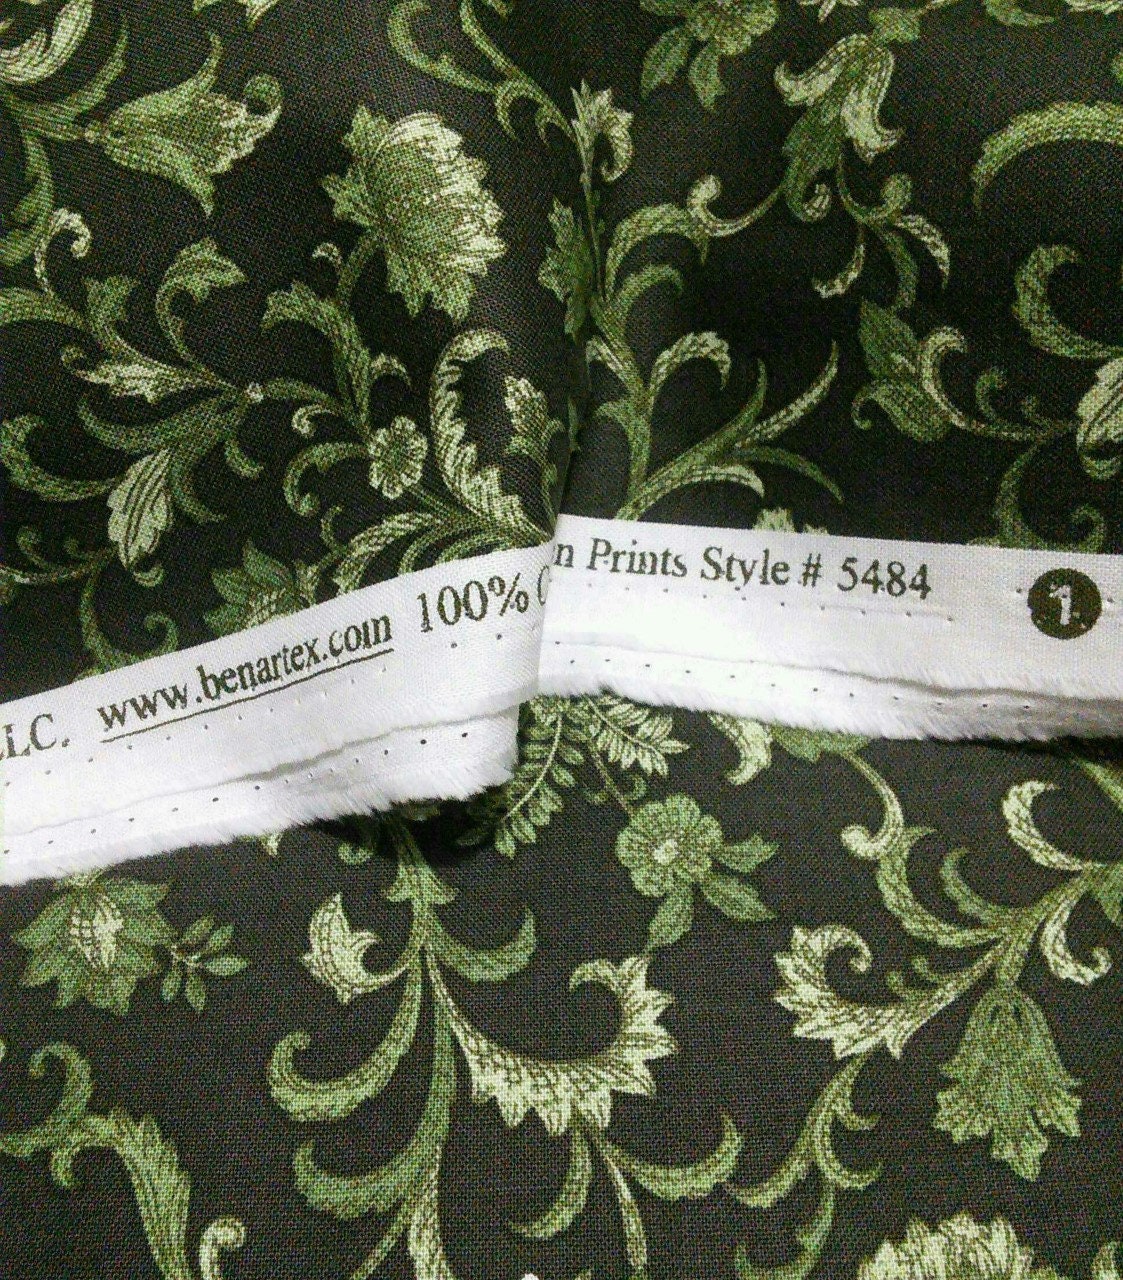 LLC. www.benartex.com 100%
n Prints Style # 5484 1